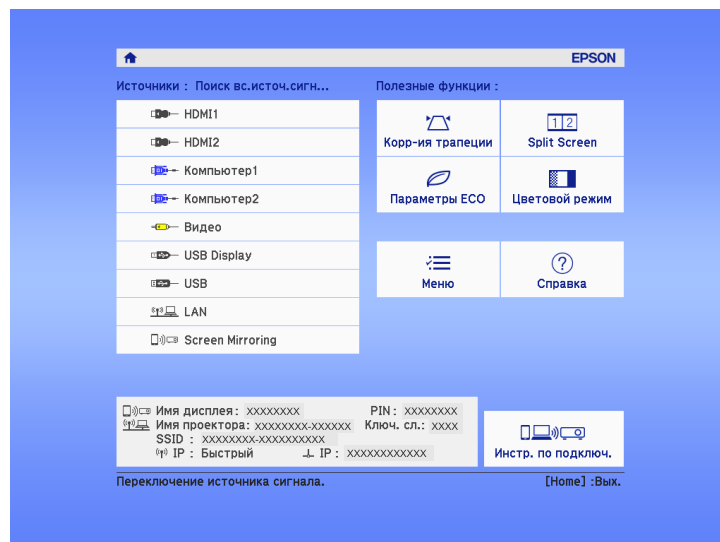 EPSON
Источники : Поиск вс.источ.сигн...
HDMI1
HDMI2
Компьютер1
Компьютер2
Видео
USB Display
USB
LAN
Screen Mirroring
Полезные функции :
Корр-ия трапеции
1 2
Split Screen
Параметры ECO
Цветовой режим
Меню
?
Справка
Имя дисплея : XXXXXXXX PIN : XXXXXXXX
Имя проектора: XXXXXXXX-XXXXXX Ключ. сл.: XXXX
SSID : XXXXXXXX-XXXXXXXXXX
IP : Быстрый IP : XXXXXXXXXXXX
Инстр. по подключ.
Переключение источника сигнала. [Home] :Вых.